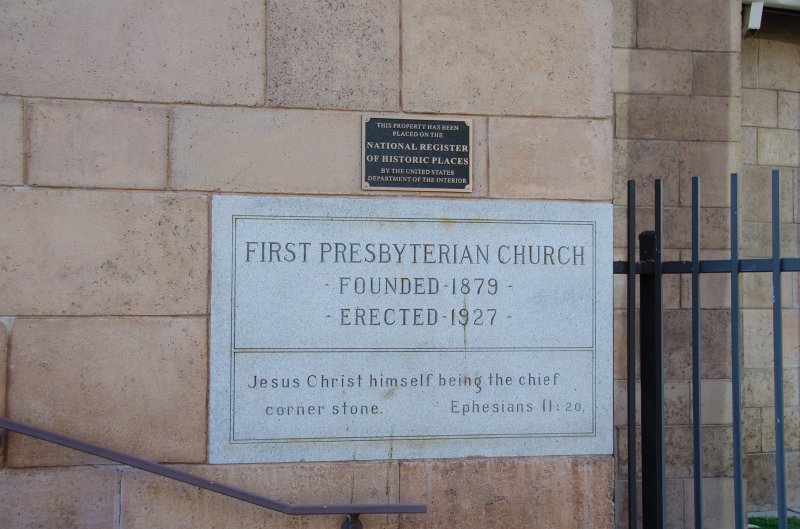 THIS PROPERTY HAS BEEN
PLACED ON THE
NATIONAL REGISTER
OF HISTORIC PLACES
BY THE UNITED STATES
DEPARTMENT OF THE INTERIOR
FIRST PRESBYTERIAN CHURCH
- FOUNDED - 1879 -
- ERECTED - 1927 -
Jesus Christ himself being the chief
corner stone. Ephesians II: 20,